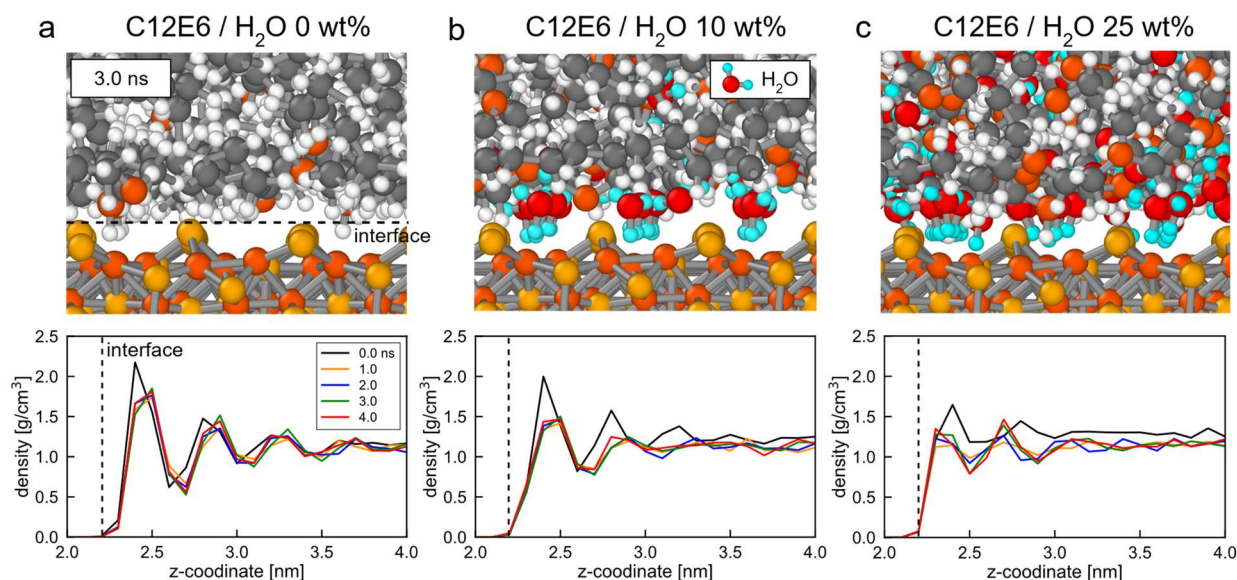 a
C12E6 / H₂O 0 wt%
3.0 ns
interface
b
C12E6 / H₂O 10 wt%
H₂O
c
C12E6 / H₂O 25 wt%
density [g/cm³]
2.5
2.0
1.5
1.0
0.5
0.0
interface
0.0 ns
1.0
2.0
3.0
4.0
2.0 2.5 3.0 3.5 4.0
z-coodinate [nm]
density [g/cm³]
2.5
2.0
1.5
1.0
0.5
0.0
2.0 2.5 3.0 3.5 4.0
z-coodinate [nm]
density [g/cm³]
2.5
2.0
1.5
1.0
0.5
0.0
2.0 2.5 3.0 3.5 4.0
z-coodinate [nm]